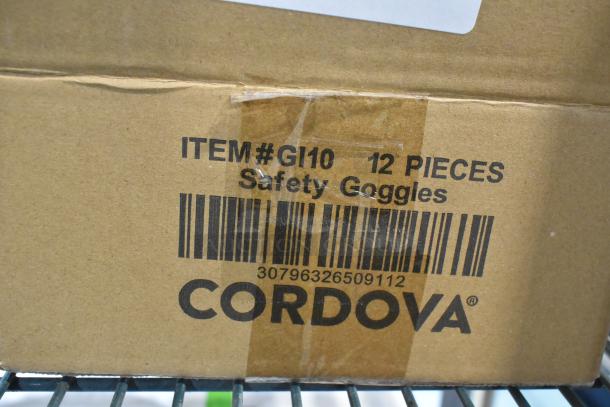 ITEM#GI10 12 PIECES
Safety Goggles
30796326509112
CORDOVA®